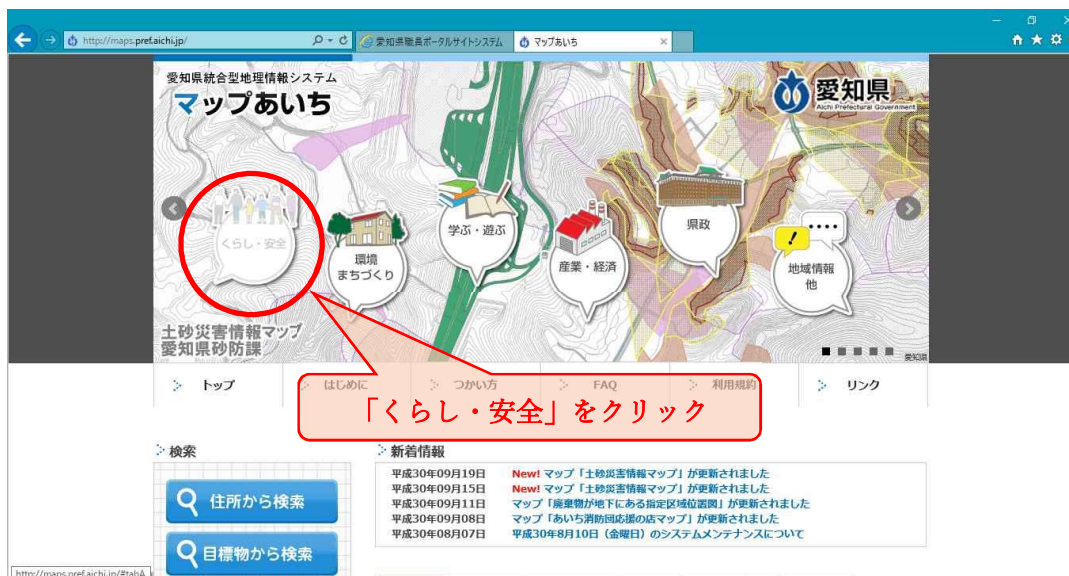 http://maps.pref.aichi.jp/
愛知県職員ポータルサイトシステム
マップあいち
愛知県統合型地理情報システム
マップあいち
愛知県
Aichi Prefectural Government
くらし・安全
環境
まちづくり
学ぶ・遊ぶ
産業・経済
県政
地域情報
他
土砂災害情報マップ
愛知県砂防課
愛知県
トップ
はじめに
つかい方
FAQ
利用規約
リンク
「くらし・安全」をクリック
検索
住所から検索
目標物から検索
新着情報
平成30年09月19日 New! マップ「土砂災害情報マップ」が更新されました
平成30年09月15日 New! マップ「土砂災害情報マップ」が更新されました
平成30年09月11日 マップ「廃棄物が地下にある指定区域位置図」が更新されました
平成30年09月08日 マップ「あいち消防団応援の店マップ」が更新されました
平成30年08月07日 平成30年8月10日（金曜日）のシステムメンテナンスについて
http://maps.pref.aichi.jp/#tabA